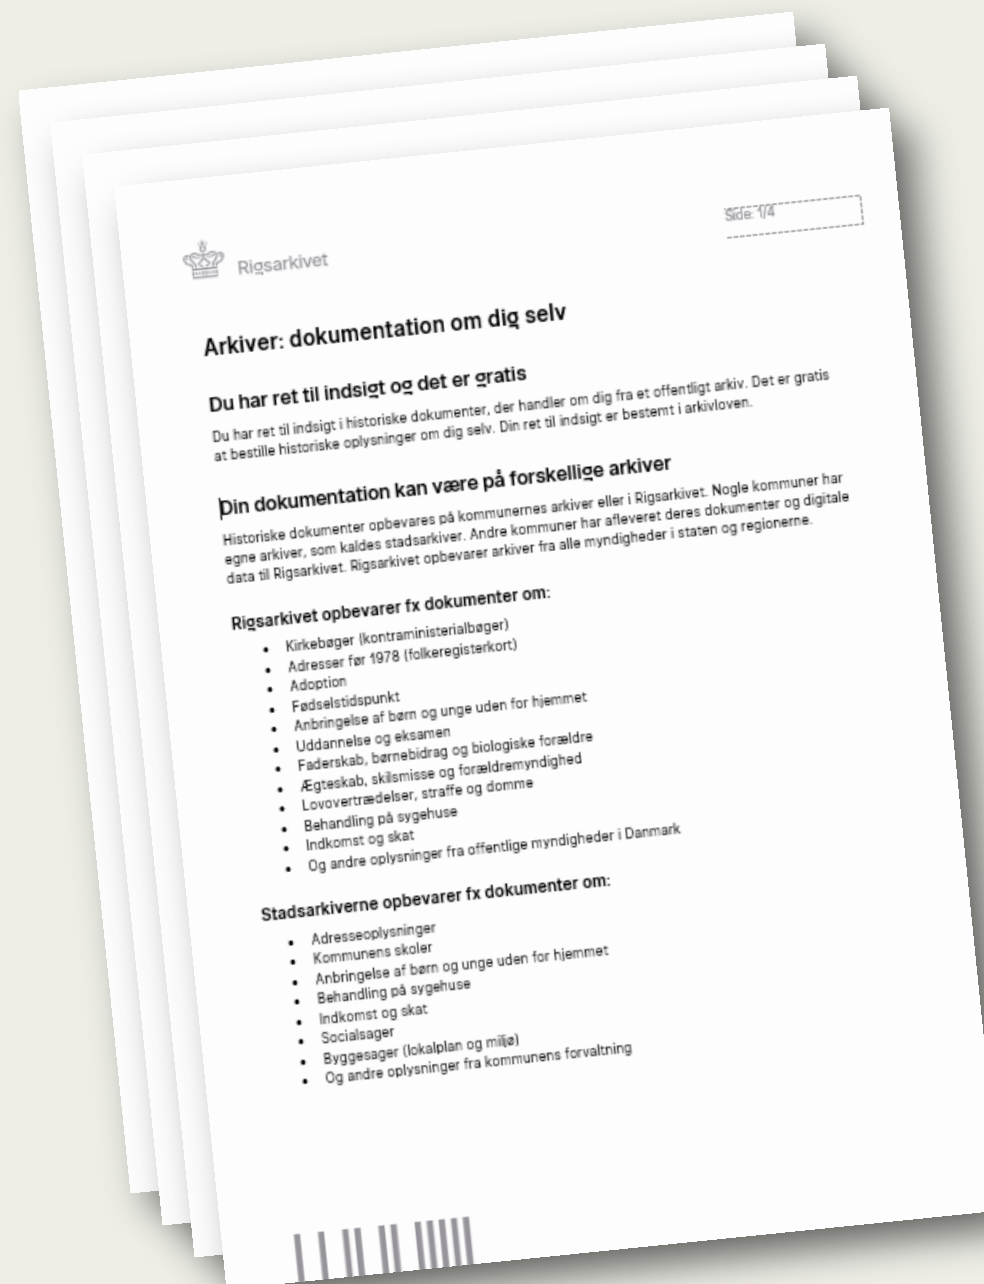 Side: 1/4
Rigsarkivet
Arkiver: dokumentation om dig selv
Du har ret til indsigt og det er gratis
Du har ret til indsigt i historiske dokumenter, der handler om dig fra et offentligt arkiv. Det er gratis
at bestille historiske oplysninger om dig selv. Din ret til indsigt er bestemt i arkivloven.
Din dokumentation kan være på forskellige arkiver
Historiske dokumenter opbevares på kommunernes arkiver eller i Rigsarkivet. Nogle kommuner har
egne arkiver, som kaldes stadsarkiver. Andre kommuner har afleveret deres dokumenter og digitale
data til Rigsarkivet. Rigsarkivet opbevarer arkiver fra alle myndigheder i staten og regionerne.
Rigsarkivet opbevarer fx dokumenter om:
• Kirkebøger (kontraministerialbøger)
• Adresser før 1978 (folkeregisterkort)
• Adoption
• Fødselstidspunkt
• Anbringelse af børn og unge uden for hjemmet
• Uddannelse og eksamen
• Faderskab, børnebidrag og biologiske forældre
• Ægteskab, skilsmisse og forældremyndighed
• Lovovertrædelser, straffe og domme
• Behandling på sygehuse
• Indkomst og skat
• Og andre oplysninger fra offentlige myndigheder i Danmark
Stadsarkiverne opbevarer fx dokumenter om:
• Adresseoplysninger
• Kommunens skoler
• Anbringelse af børn og unge uden for hjemmet
• Behandling på sygehuse
• Indkomst og skat
• Socialsager
• Byggesager (lokalplan og miljø)
• Og andre oplysninger fra kommunens forvaltning